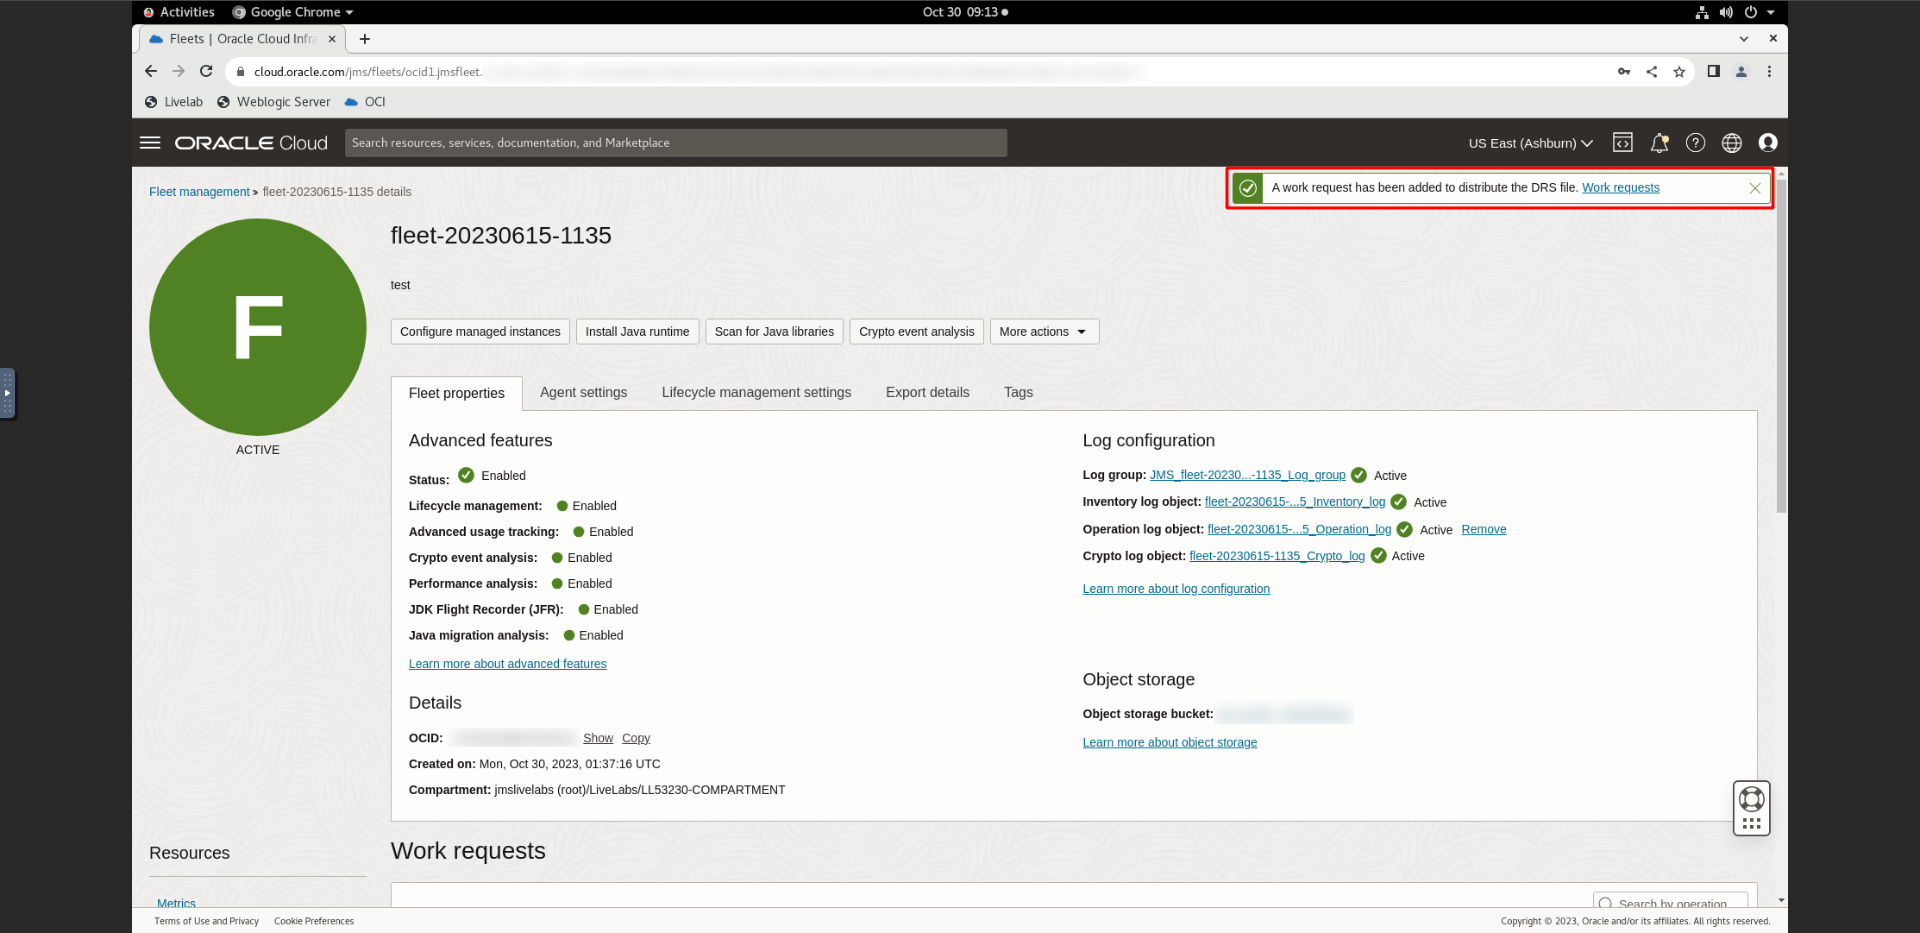 Activities Google Chrome Oct 30 09:13
Fleets | Oracle Cloud Infra
cloud.oracle.com/jms/fleets/ocid1.jmsfleet.
Livelab Weblogic Server OCI
ORACLE Cloud Search resources, services, documentation, and Marketplace US East (Ashburn)
Fleet management » fleet-20230615-1135 details
A work request has been added to distribute the DRS file. Work requests
F
ACTIVE
fleet-20230615-1135
test
Configure managed instances Install Java runtime Scan for Java libraries Crypto event analysis More actions
Fleet properties Agent settings Lifecycle management settings Export details Tags
Advanced features
Status: Enabled
Lifecycle management: Enabled
Advanced usage tracking: Enabled
Crypto event analysis: Enabled
Performance analysis: Enabled
JDK Flight Recorder (JFR): Enabled
Java migration analysis: Enabled
Learn more about advanced features
Details
OCID: Show Copy
Created on: Mon, Oct 30, 2023, 01:37:16 UTC
Compartment: jmslivelabs (root)/LiveLabs/LL53230-COMPARTMENT
Log configuration
Log group: JMS_fleet-20230...-1135_Log_group Active
Inventory log object: fleet-20230615-...5_Inventory_log Active
Operation log object: fleet-20230615-...5_Operation_log Active Remove
Crypto log object: fleet-20230615-1135_Crypto_log Active
Learn more about log configuration
Object storage
Object storage bucket:
Learn more about object storage
Resources
Metrics
Work requests
Search by operation
Terms of Use and Privacy Cookie Preferences
Copyright © 2023, Oracle and/or its affiliates. All rights reserved.